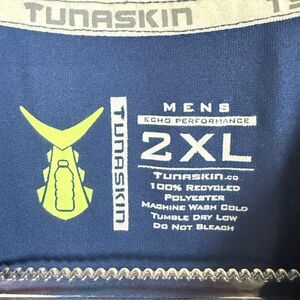 TUNASKIN
TUNASKIN
MENS
ECHO PERFORMANCE
2XL
TUNASKIN.CO
100% RECYCLED
POLYESTER
MACHINE WASH COLD
TUMBLE DRY LOW
DO NOT BLEACH